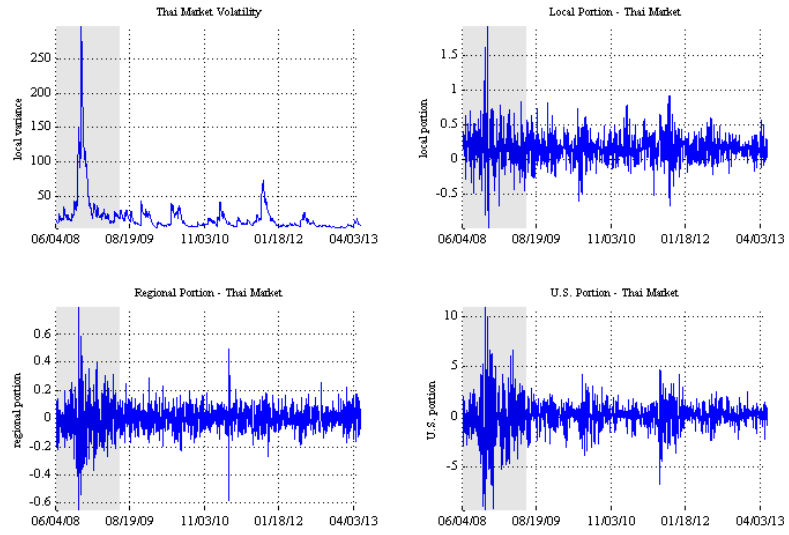 Thai Market Volatility
local variance
250
200
150
100
50
06/04/08 08/19/09 11/03/10 01/18/12 04/03/13
Local Portion - Thai Market
local portion
1.5
1
0.5
0
-0.5
06/04/08 08/19/09 11/03/10 01/18/12 04/03/13
Regional Portion - Thai Market
regional portion
0.6
0.4
0.2
0
-0.2
-0.4
-0.6
06/04/08 08/19/09 11/03/10 01/18/12 04/03/13
U.S. Portion - Thai Market
U.S. portion
10
5
0
-5
06/04/08 08/19/09 11/03/10 01/18/12 04/03/13